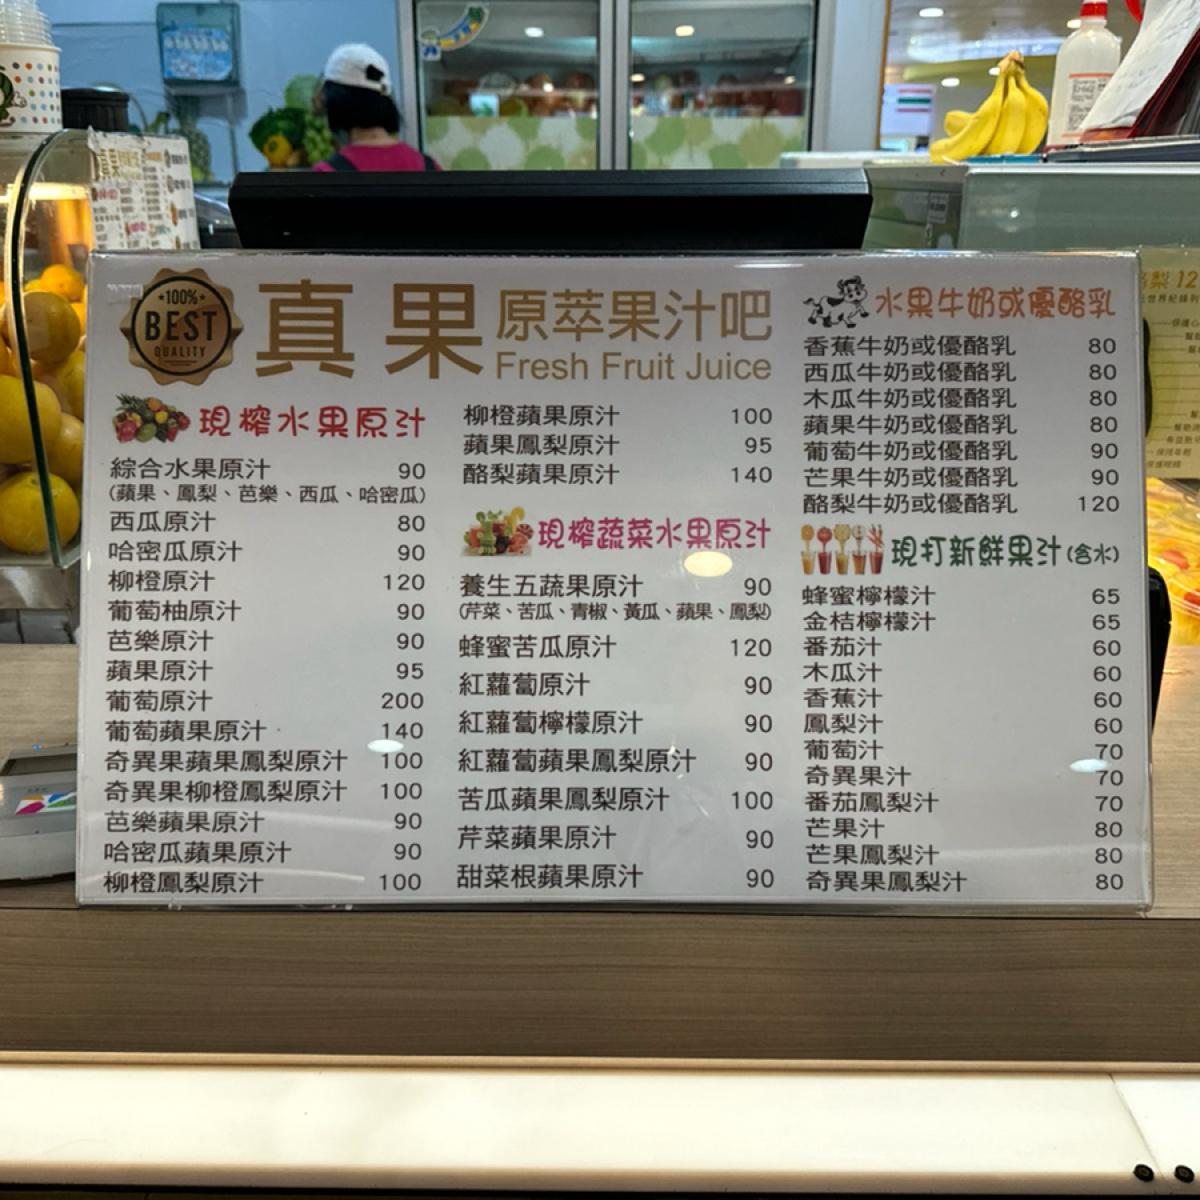 100%
BEST
QUALITY
真果 原萃果汁吧
Fresh Fruit Juice
現榨水果原汁
綜合水果原汁 90
(蘋果、鳳梨、芭樂、西瓜、哈密瓜)
西瓜原汁 80
哈密瓜原汁 90
柳橙原汁 120
葡萄柚原汁 90
芭樂原汁 90
蘋果原汁 95
葡萄原汁 200
葡萄蘋果原汁 140
奇異果蘋果鳳梨原汁 100
奇異果柳橙鳳梨原汁 100
芭樂蘋果原汁 90
哈密瓜蘋果原汁 90
柳橙鳳梨原汁 100
柳橙蘋果原汁 100
蘋果鳳梨原汁 95
酪梨蘋果原汁 140
現榨蔬菜水果原汁
養生五蔬果原汁 90
(芹菜、苦瓜、青椒、黃瓜、蘋果、鳳梨)
蜂蜜苦瓜原汁 120
紅蘿蔔原汁 90
紅蘿蔔檸檬原汁 90
紅蘿蔔蘋果鳳梨原汁 90
苦瓜蘋果鳳梨原汁 100
芹菜蘋果原汁 90
甜菜根蘋果原汁 90
水果牛奶或優酪乳
香蕉牛奶或優酪乳 80
西瓜牛奶或優酪乳 80
木瓜牛奶或優酪乳 80
蘋果牛奶或優酪乳 80
葡萄牛奶或優酪乳 90
芒果牛奶或優酪乳 90
酪梨牛奶或優酪乳 120
現打新鮮果汁(含水)
蜂蜜檸檬汁 65
金桔檸檬汁 65
番茄汁 60
木瓜汁 60
香蕉汁 60
鳳梨汁 60
葡萄汁 70
奇異果汁 70
番茄鳳梨汁 70
芒果汁 80
芒果鳳梨汁 80
奇異果鳳梨汁 80